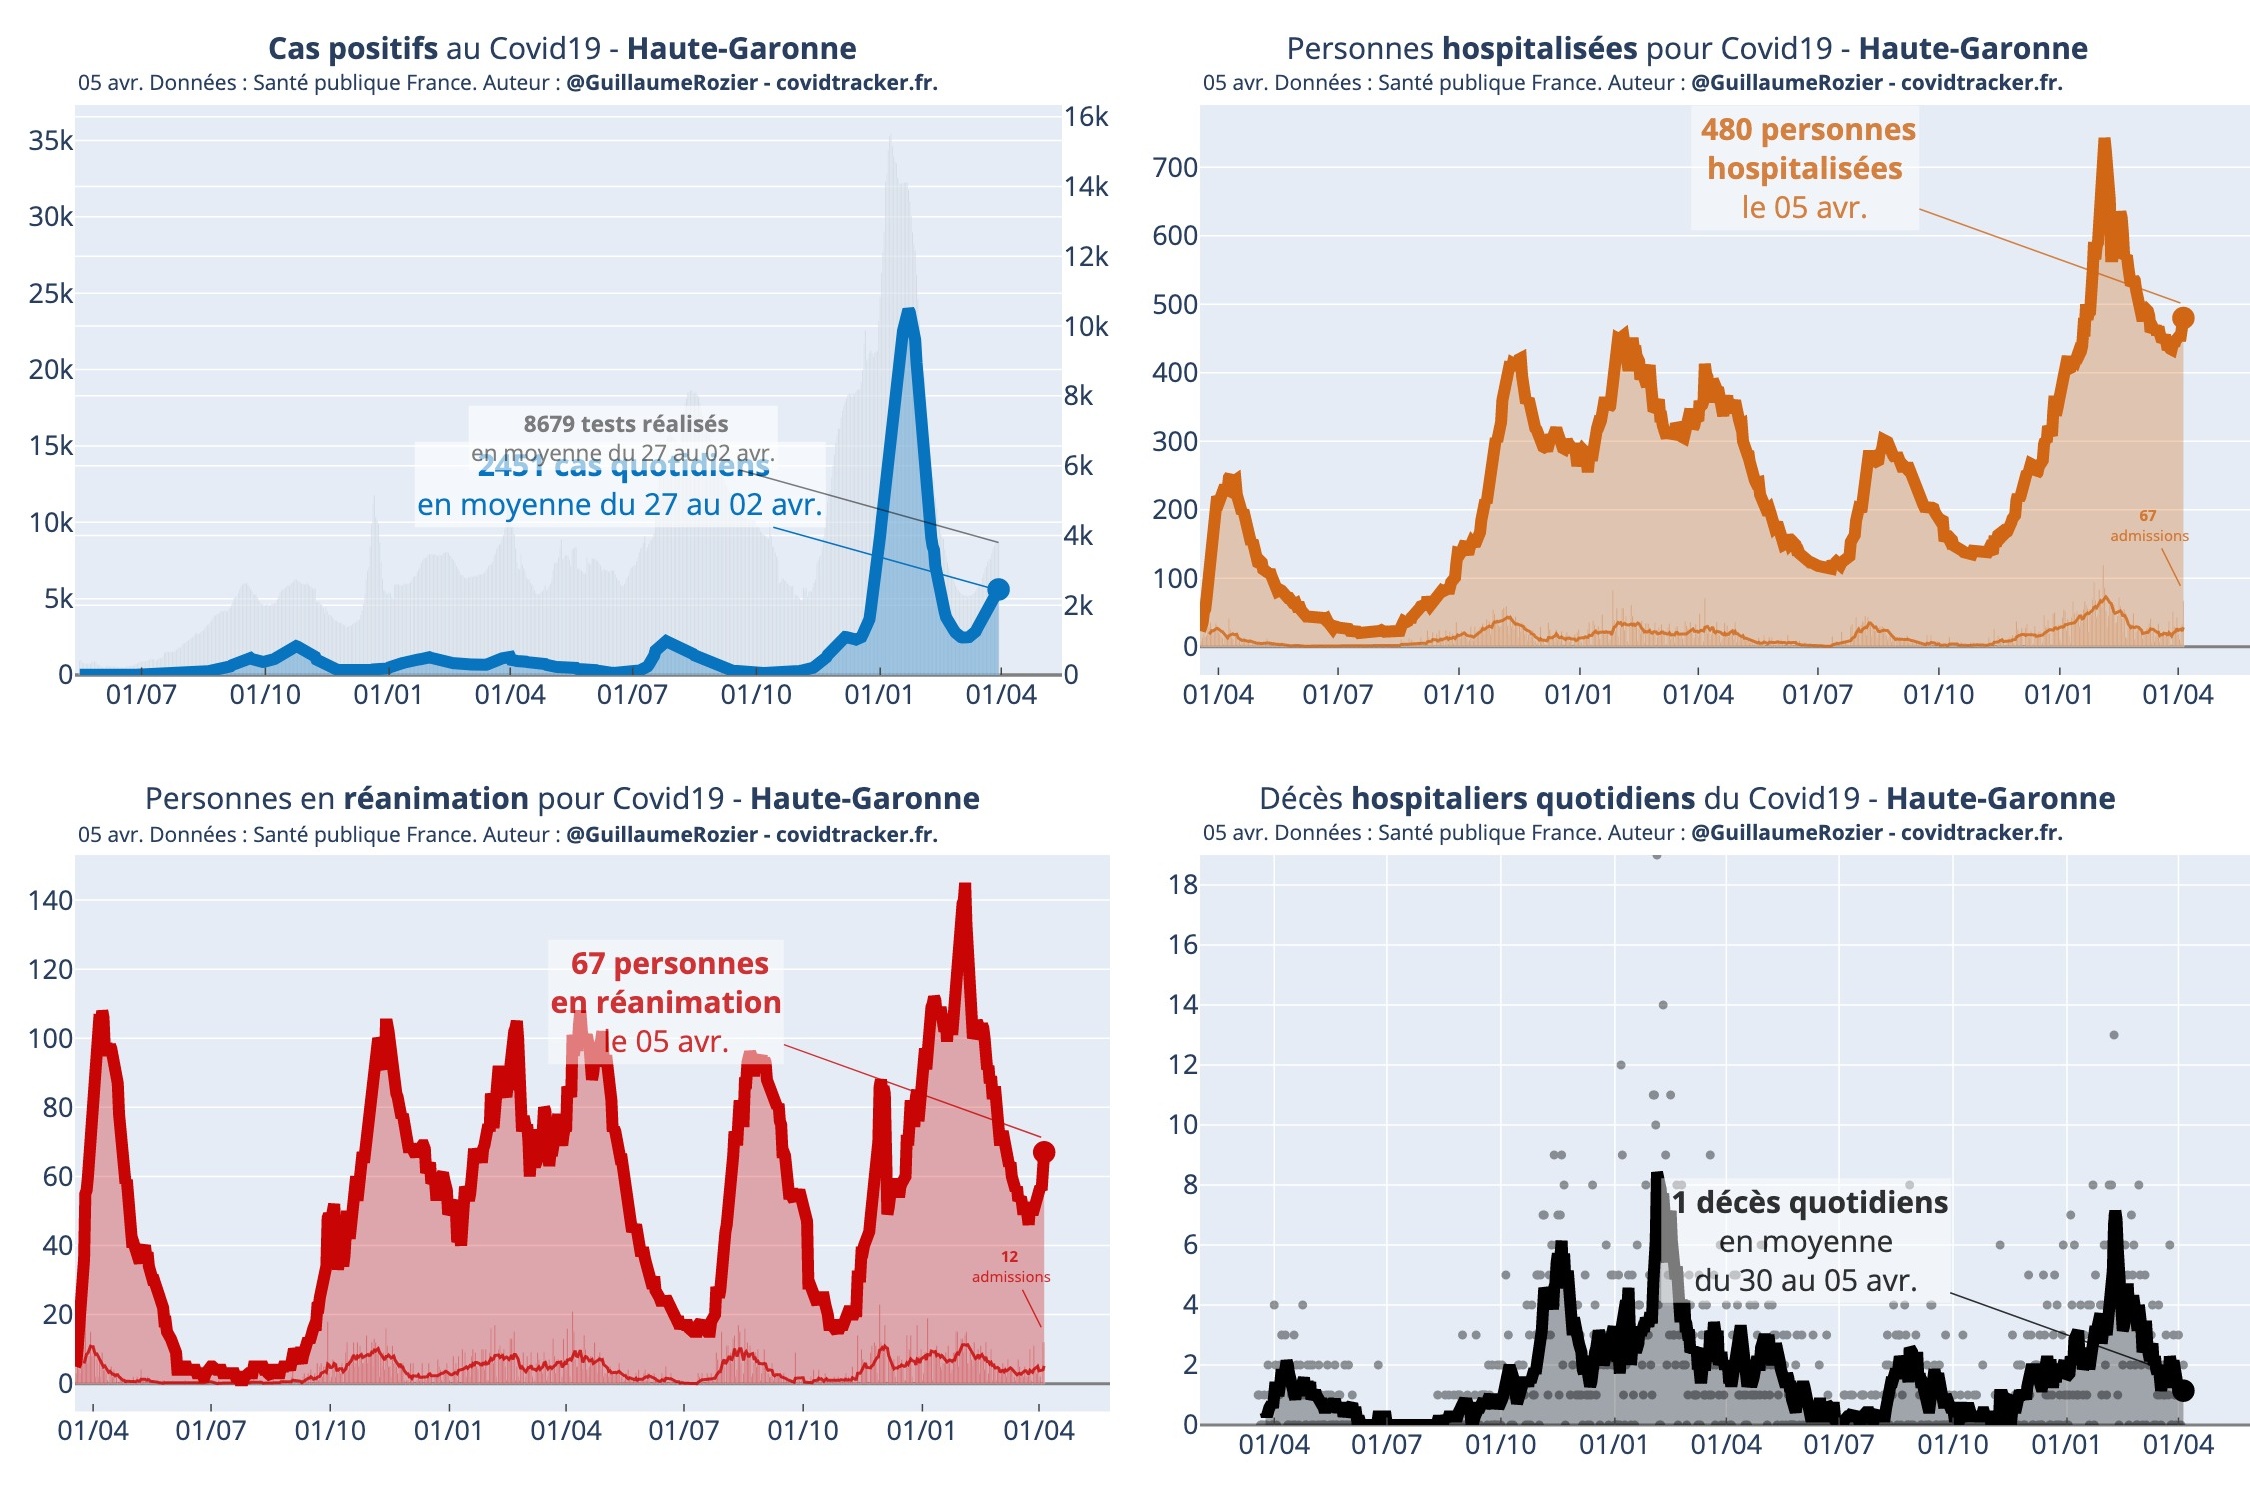 Cas positifs au Covid19 - Haute-Garonne
05 avr. Données : Santé publique France. Auteur : @GuillaumeRozier - covidtracker.fr.
35k
30k
25k
20k
15k
10k
5k
0
16k
14k
12k
10k
8k
6k
4k
2k
0
8679 tests réalisés
en moyenne du 27 au 02 avr.
2451 cas quotidiens
en moyenne du 27 au 02 avr.
01/07 01/10 01/01 01/04 01/07 01/10 01/01 01/04
Personnes hospitalisées pour Covid19 - Haute-Garonne
05 avr. Données : Santé publique France. Auteur : @GuillaumeRozier - covidtracker.fr.
700
600
500
400
300
200
100
0
480 personnes
hospitalisées
le 05 avr.
67
admissions
01/04 01/07 01/10 01/01 01/04 01/07 01/10 01/01 01/04
Personnes en réanimation pour Covid19 - Haute-Garonne
05 avr. Données : Santé publique France. Auteur : @GuillaumeRozier - covidtracker.fr.
140
120
100
80
60
40
20
0
67 personnes
en réanimation
le 05 avr.
12
admissions
01/04 01/07 01/10 01/01 01/04 01/07 01/10 01/01 01/04
Décès hospitaliers quotidiens du Covid19 - Haute-Garonne
05 avr. Données : Santé publique France. Auteur : @GuillaumeRozier - covidtracker.fr.
18
16
14
12
10
8
6
4
2
0
1 décès quotidiens
en moyenne
du 30 au 05 avr.
01/04 01/07 01/10 01/01 01/04 01/07 01/10 01/01 01/04